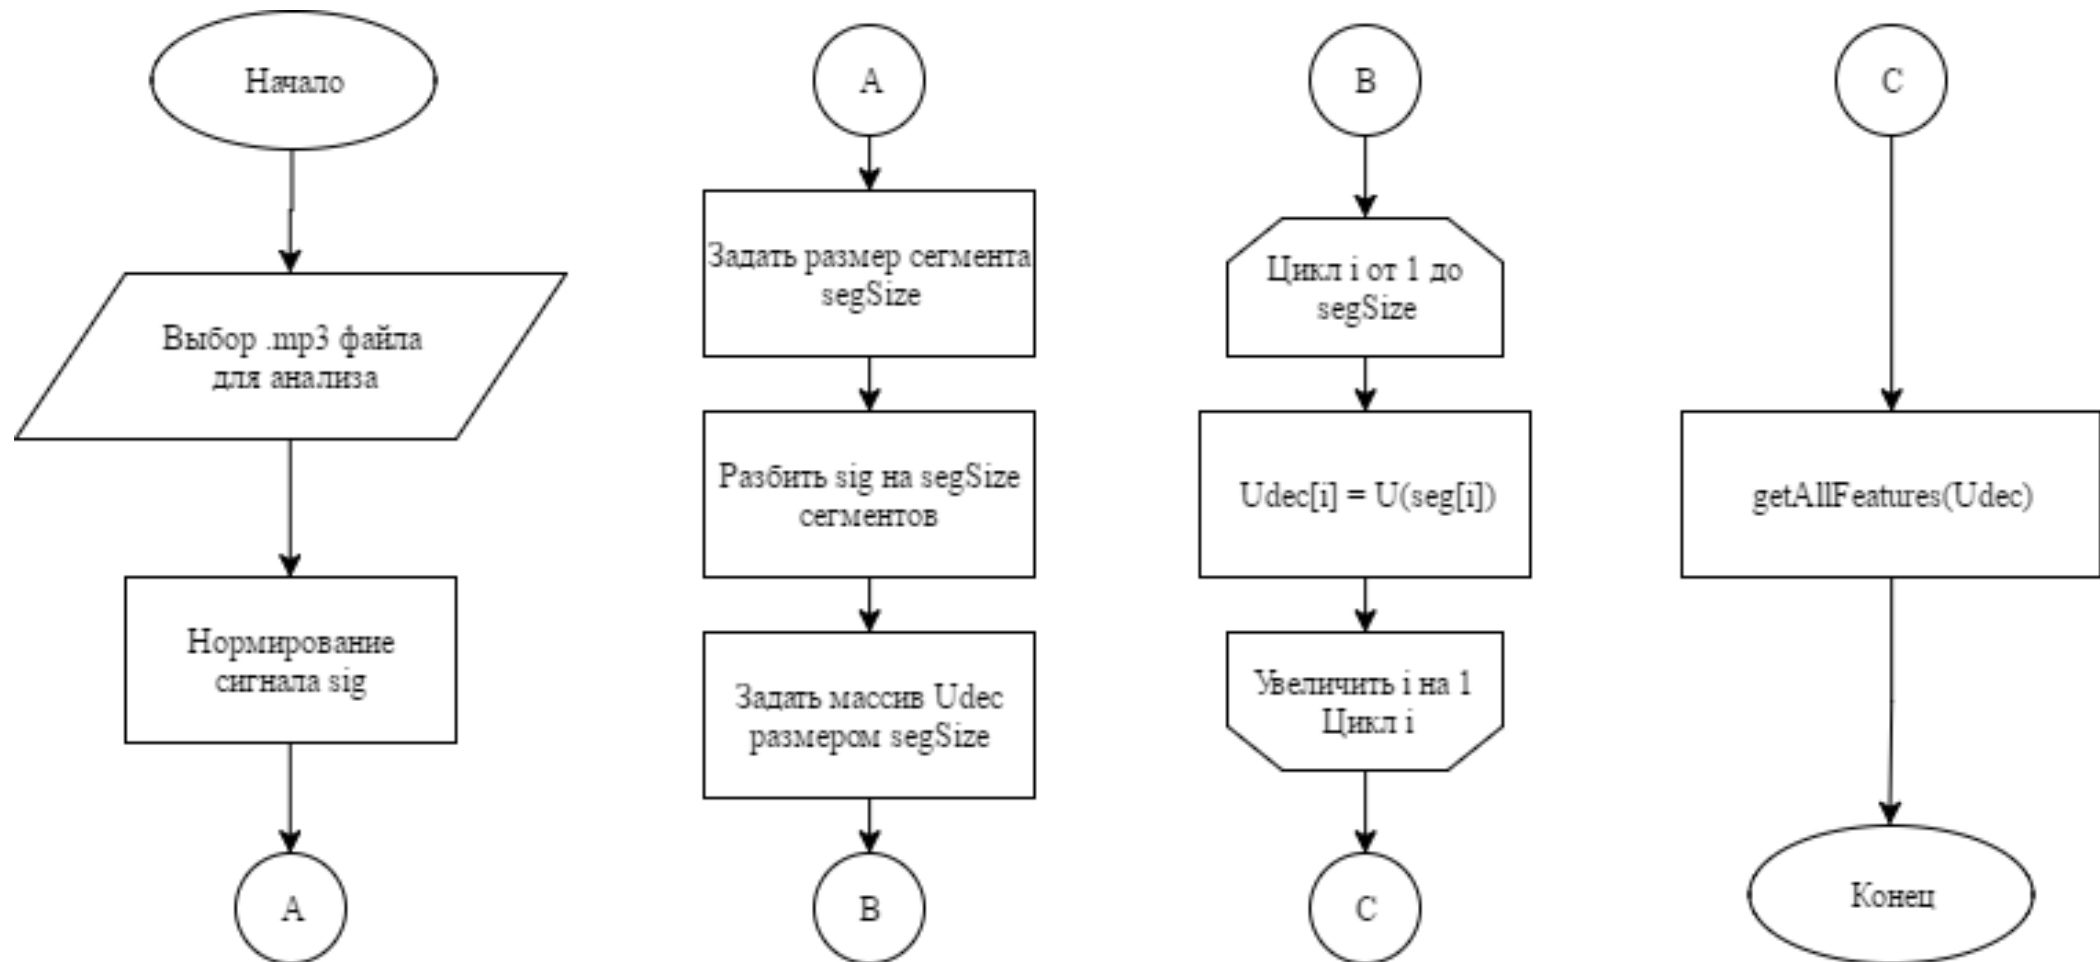 Начало
Выбор .mp3 файла
для анализа
Нормирование
сигнала sig
A
A
Задать размер сегмента
segSize
Разбить sig на segSize
сегментов
Задать массив Udec
размером segSize
B
B
Цикл i от 1 до
segSize
Udec[i] = U(seg[i])
Увеличить i на 1
Цикл i
C
C
getAllFeatures(Udec)
Конец